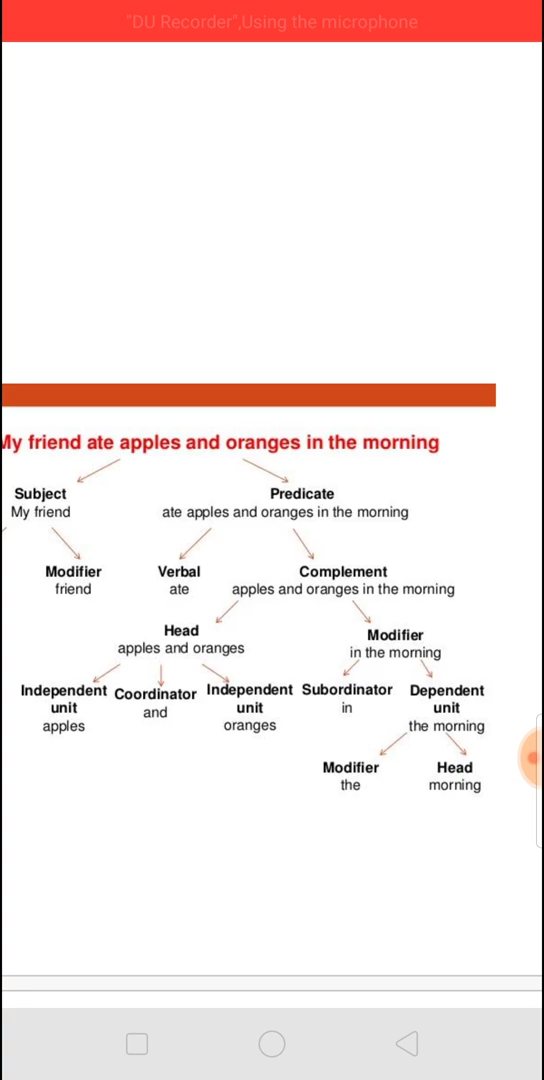 "DU Recorder",Using the microphone
My friend ate apples and oranges in the morning
Subject Predicate
My friend ate apples and oranges in the morning
Modifier Verbal Complement
friend ate apples and oranges in the morning
Head Modifier
apples and oranges in the morning
Independent Coordinator Independent Subordinator Dependent
unit and unit in unit
apples oranges the morning
Modifier Head
the morning